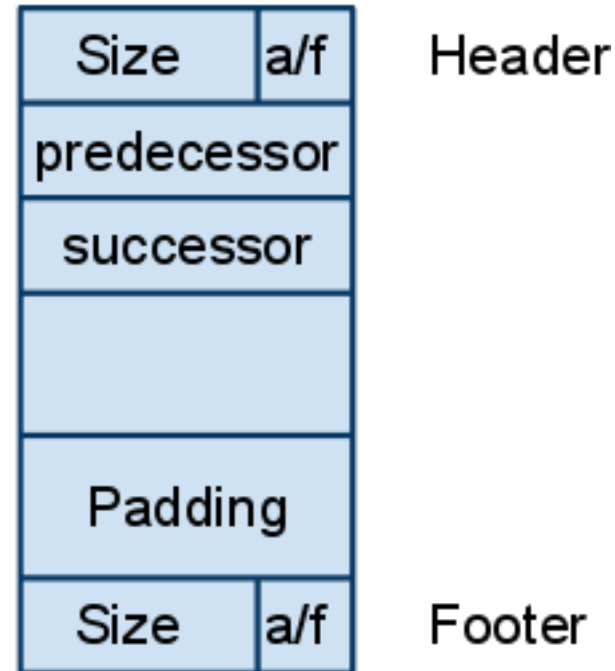 Size a/f Header
predecessor
successor
Padding
Size a/f Footer